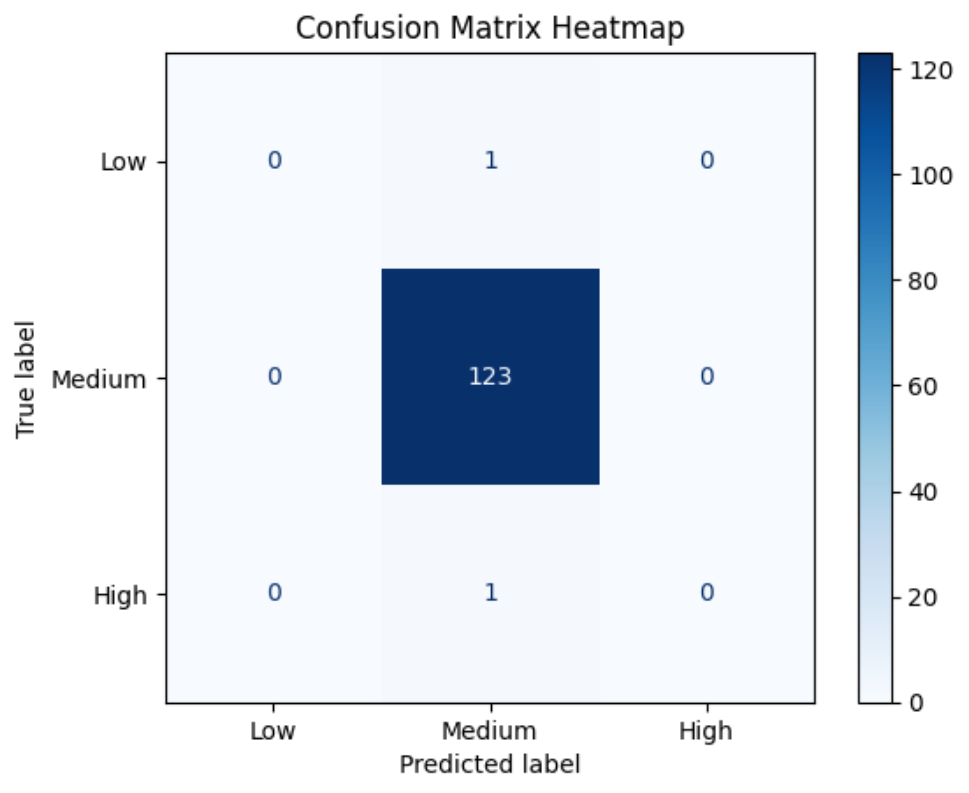 Confusion Matrix Heatmap
True label
Low
0 1 0
Medium
0 123 0
High
0 1 0
Low Medium High
Predicted label
120
100
80
60
40
20
0